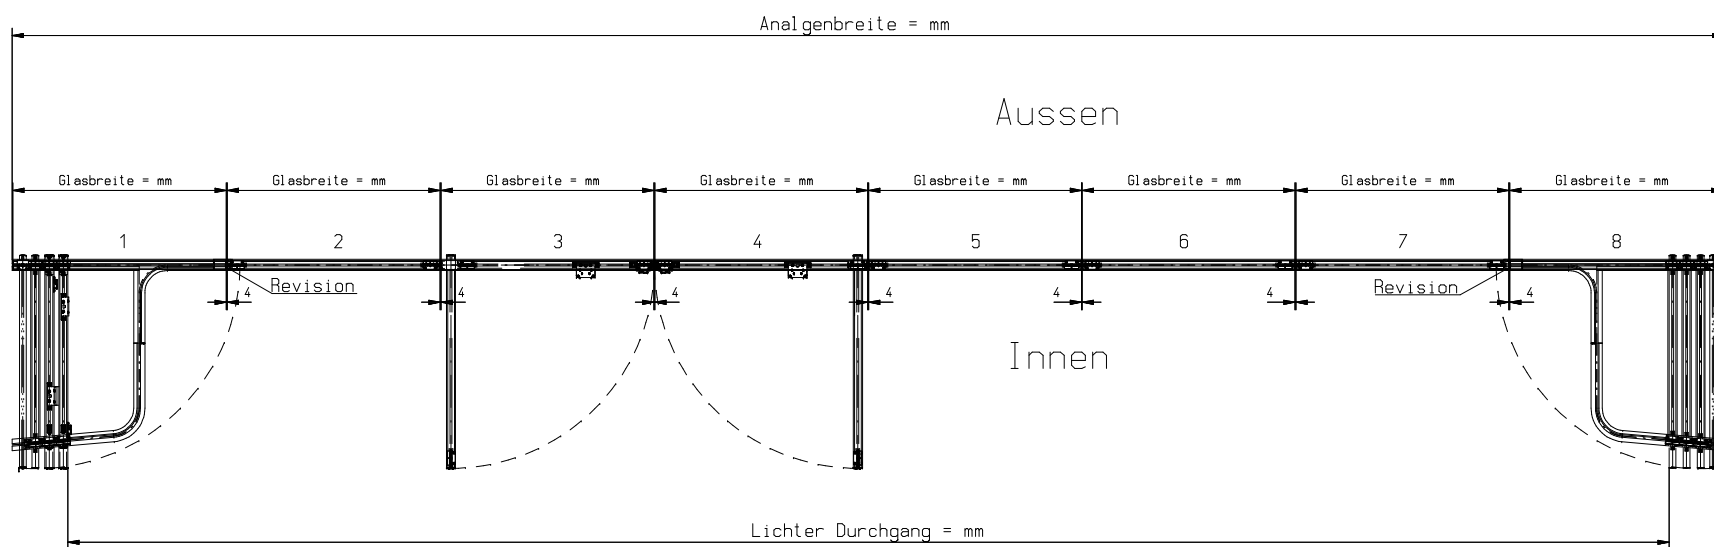 Analgenbreite = mm
Aussen
Glasbreite = mm Glasbreite = mm Glasbreite = mm Glasbreite = mm Glasbreite = mm Glasbreite = mm Glasbreite = mm Glasbreite = mm
1 2 3 4 5 6 7 8
Revision Revision
4 4 4 4 4 4 4
Innen
Lichter Durchgang = mm